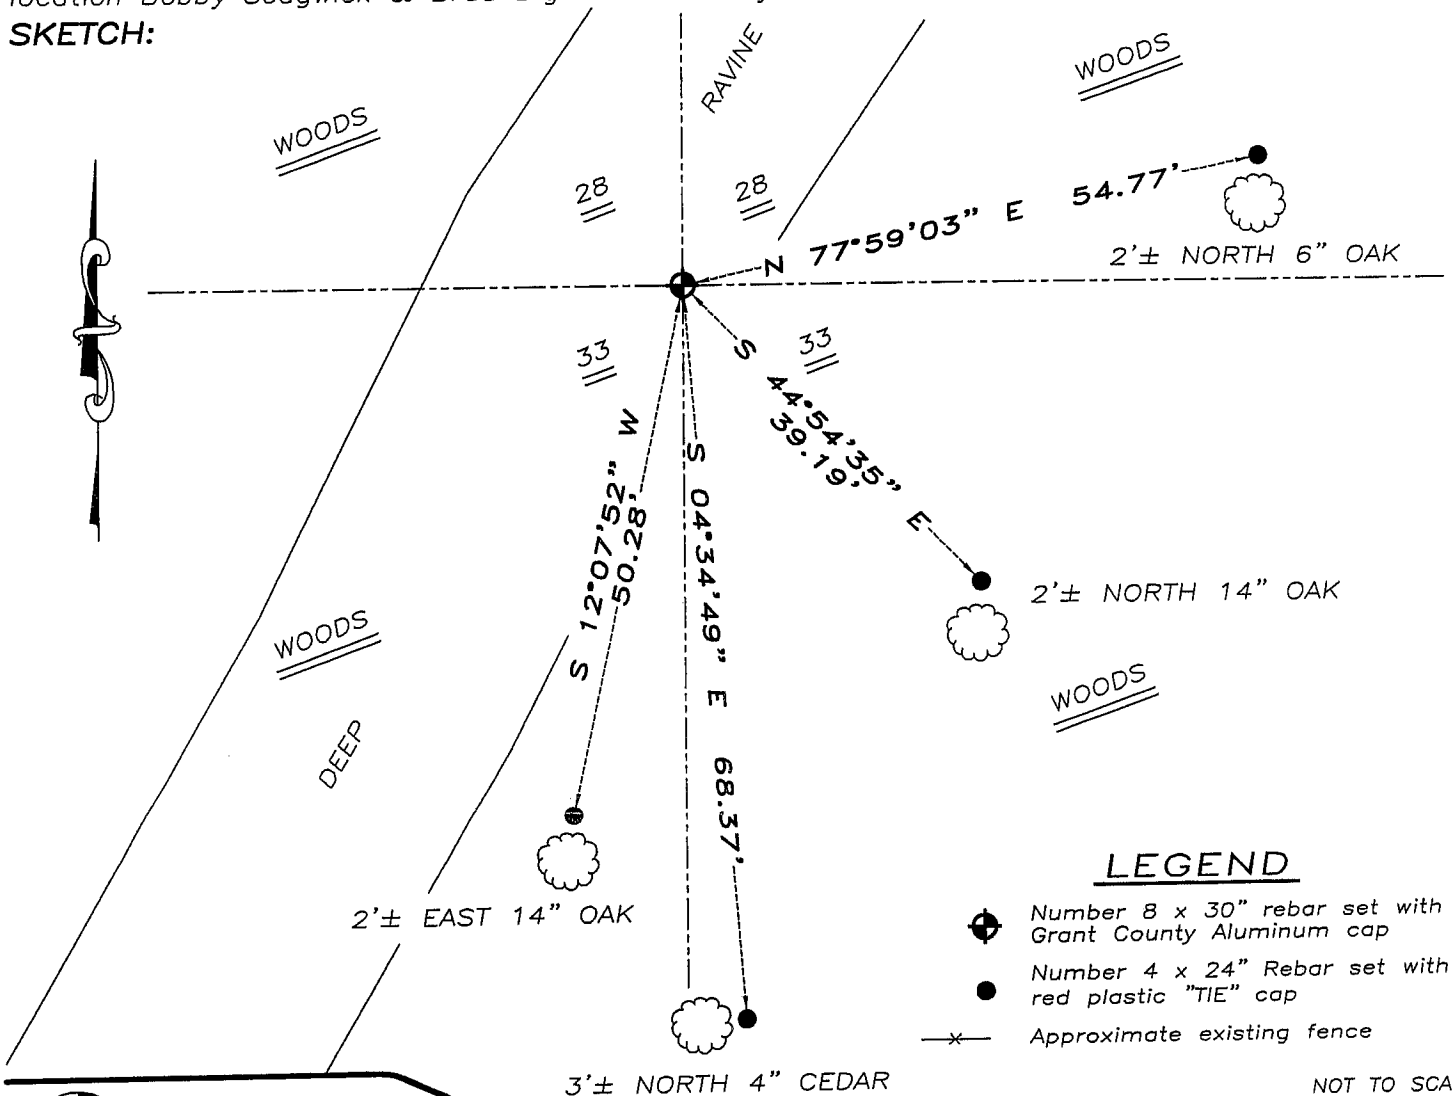 SKETCH:
RAVINE
WOODS
WOODS
28
28
N 77°59'03" E 54.77'
2'± NORTH 6" OAK
33
33
S 44°54'35" E
39.19'
S 12°07'52" W
50.28'
S 04°34'49" E 68.37'
2'± NORTH 14" OAK
WOODS
WOODS
DEEP
2'± EAST 14" OAK
3'± NORTH 4" CEDAR
LEGEND
Number 8 x 30" rebar set with
Grant County Aluminum cap
Number 4 x 24" Rebar set with
red plastic "TIE" cap
Approximate existing fence
NOT TO SCA